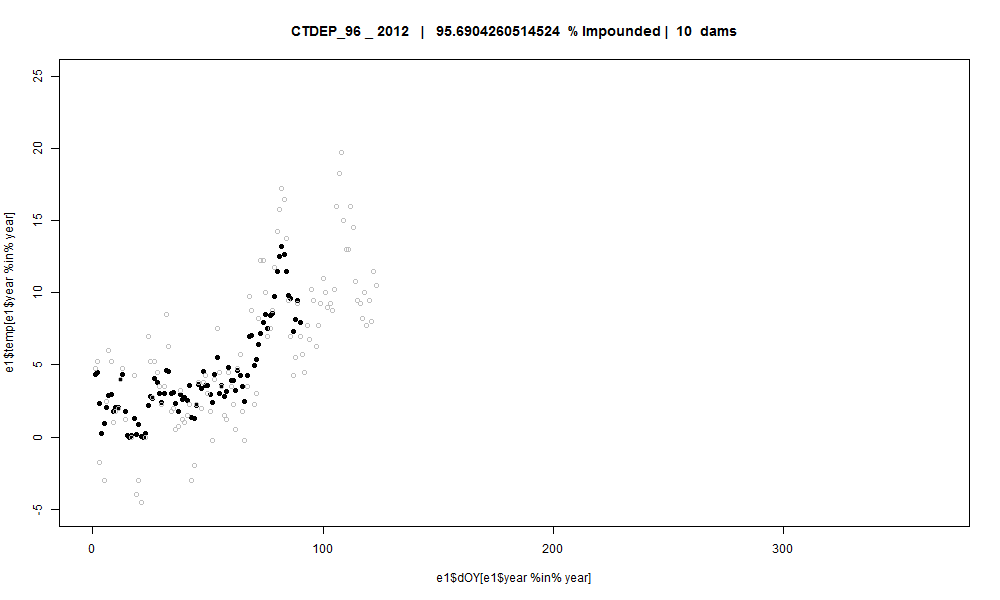 CTDEP_96 _ 2012 | 95.6904260514524 % Impounded | 10 dams
e1$temp[e1$year %in% year]
25
20
15
10
5
0
-5
0 100 200 300
e1$dOY[e1$year %in% year]